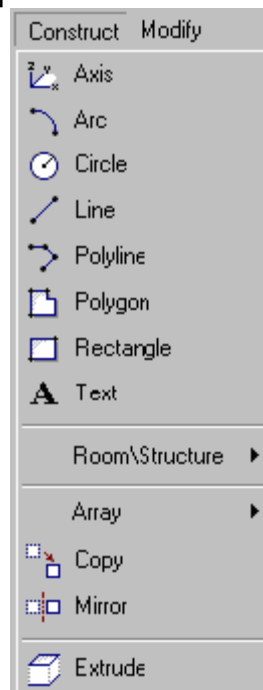 Construct Modify
Axis
Arc
Circle
Line
Polyline
Polygon
Rectangle
Text
Room\Structure
Array
Copy
Mirror
Extrude